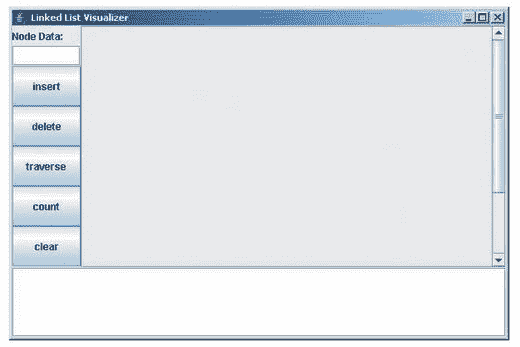 Linked List Visualizer
Node Data:
insert
delete
traverse
count
clear